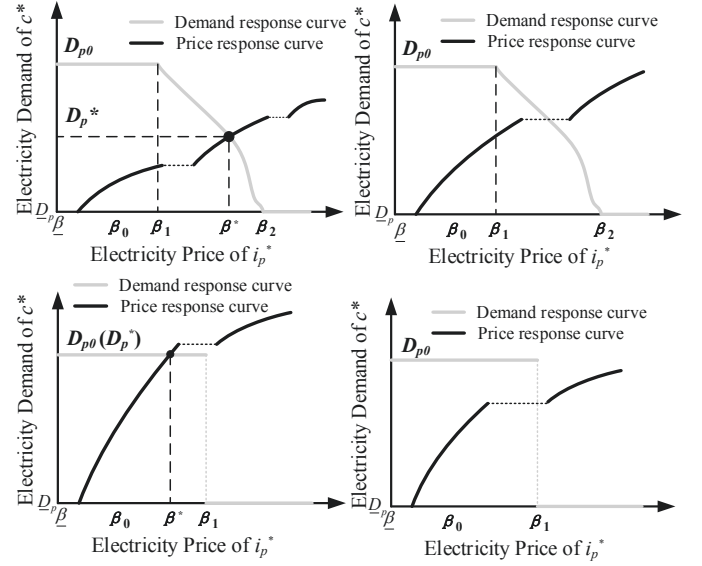 Demand response curve
Price response curve
D_p0
D_p*
D_p
β
β_0
β_1
β*
β_2
Electricity Price of i_p*
Electricity Demand of c*
Demand response curve
Price response curve
D_p0
D_p
β
β_0
β_1
β_2
Electricity Price of i_p*
Electricity Demand of c*
Demand response curve
Price response curve
D_p0(D_p*)
D_p
β
β_0
β*
β_1
Electricity Price of i_p*
Electricity Demand of c*
Demand response curve
Price response curve
D_p0
D_p
β
β_0
β_1
Electricity Price of i_p*
Electricity Demand of c*